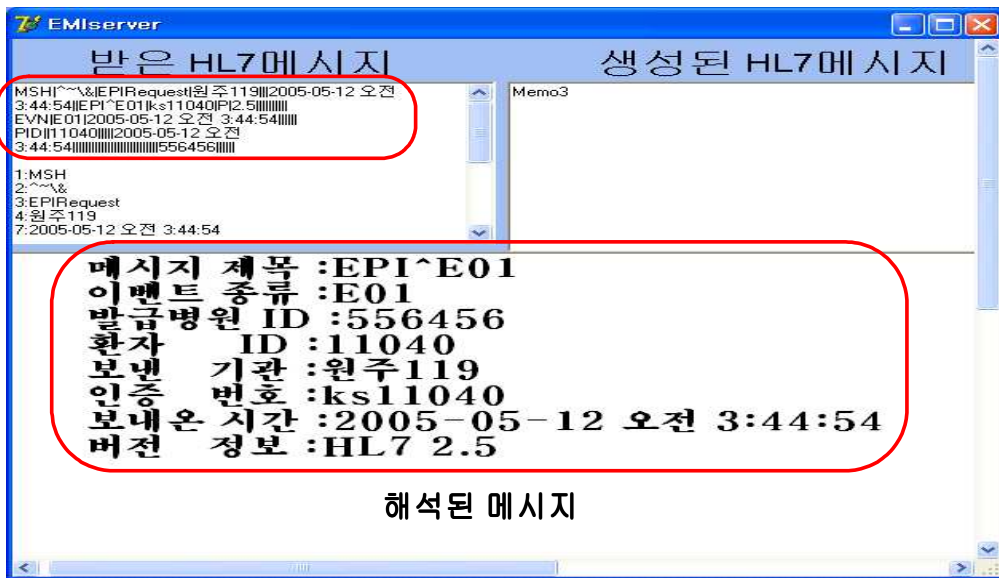 EMIserver
받은 HL7메시지
생성된 HL7메시지
MSH|^~\&|EPIRequest|원주119|||2005-05-12 오전
3:44:54||EPI^E01|ks11040|P|2.5||||||||||
EVN|E01|2005-05-12 오전 3:44:54||||||
PID||11040|||||2005-05-12 오전
3:44:54||||||||||||||||||||||||556456||||||
1:MSH
2:^~\&
3:EPIRequest
4:원주119
7:2005-05-12 오전 3:44:54
Memo3
메시지 제목 :EPI^E01
이벤트 종류 :E01
발급병원 ID :556456
환자 ID :11040
보낸 기관 :원주119
인증 번호 :ks11040
보내온 시간 :2005-05-12 오전 3:44:54
버전 정보 :HL7 2.5
해석된 메시지